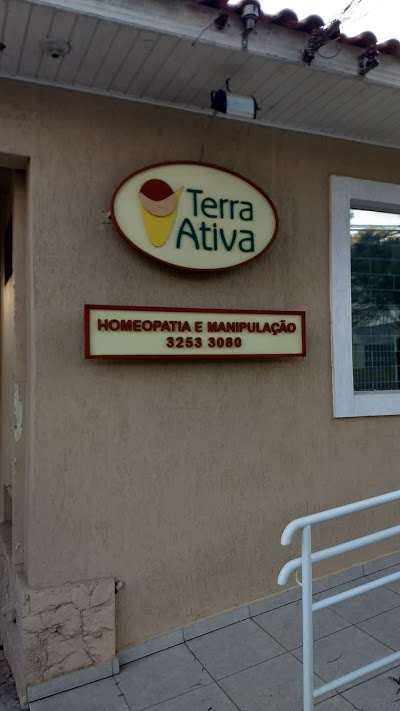 Terra
Ativa
HOMEOPATIA E MANIPULAÇÃO
3253 3080